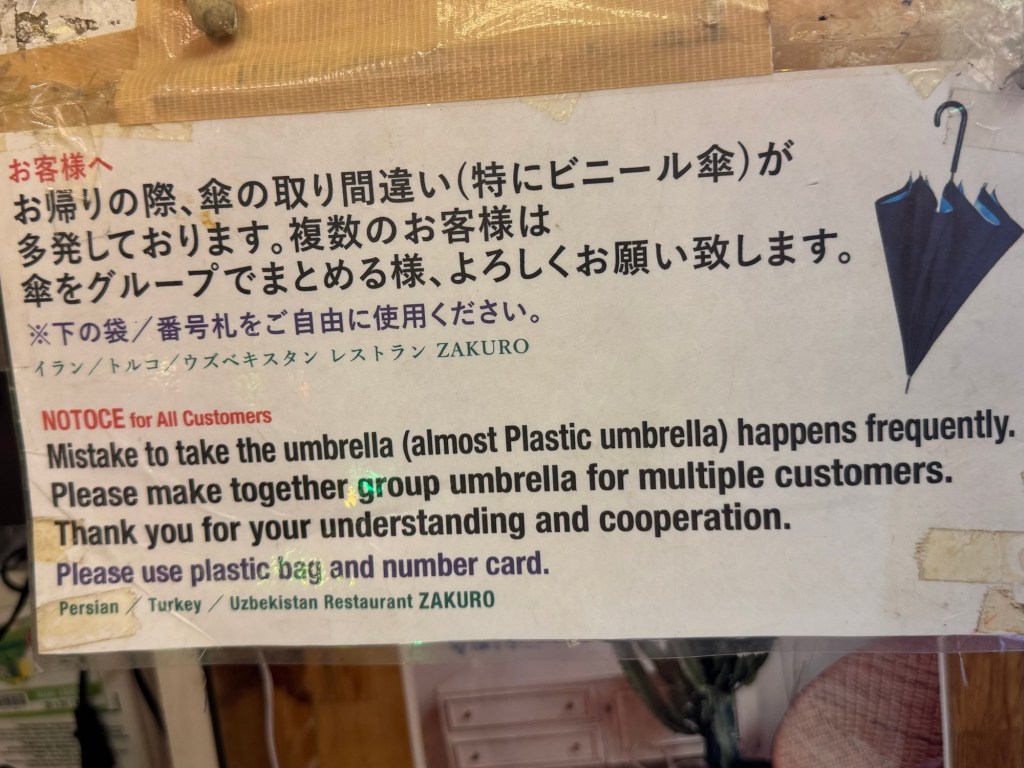 お客様へ
お帰りの際、傘の取り間違い(特にビニール傘)が
多発しております。複数のお客様は
傘をグループでまとめる様、よろしくお願い致します。
※下の袋／番号札をご自由に使用ください。
イラン／トルコ／ウズベキスタン レストラン ZAKURO
NOTOCE for All Customers
Mistake to take the umbrella (almost Plastic umbrella) happens frequently.
Please make together group umbrella for multiple customers.
Thank you for your understanding and cooperation.
Please use plastic bag and number card.
Persian ／ Turkey ／ Uzbekistan Restaurant ZAKURO